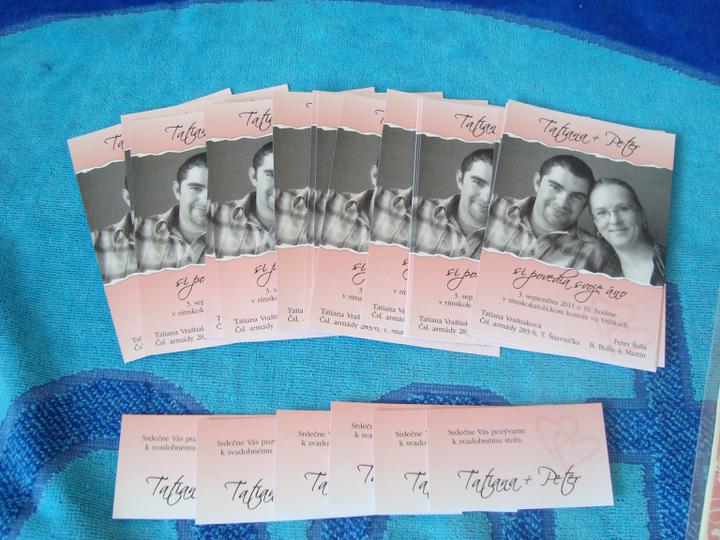 Tatiana + Peter
si povedia svoje áno
3. septembra 2011 o 16. hodine
v rímskokatolíckom kostole vo Vrútkach.
Tatiana Vraštiaková
Čsl. armády 283/6, T. Štiavnička
Peter Šufa
B. Bullu 4, Martin
Srdečne Vás pozývame
k svadobnému stolu.
Tatiana + Peter